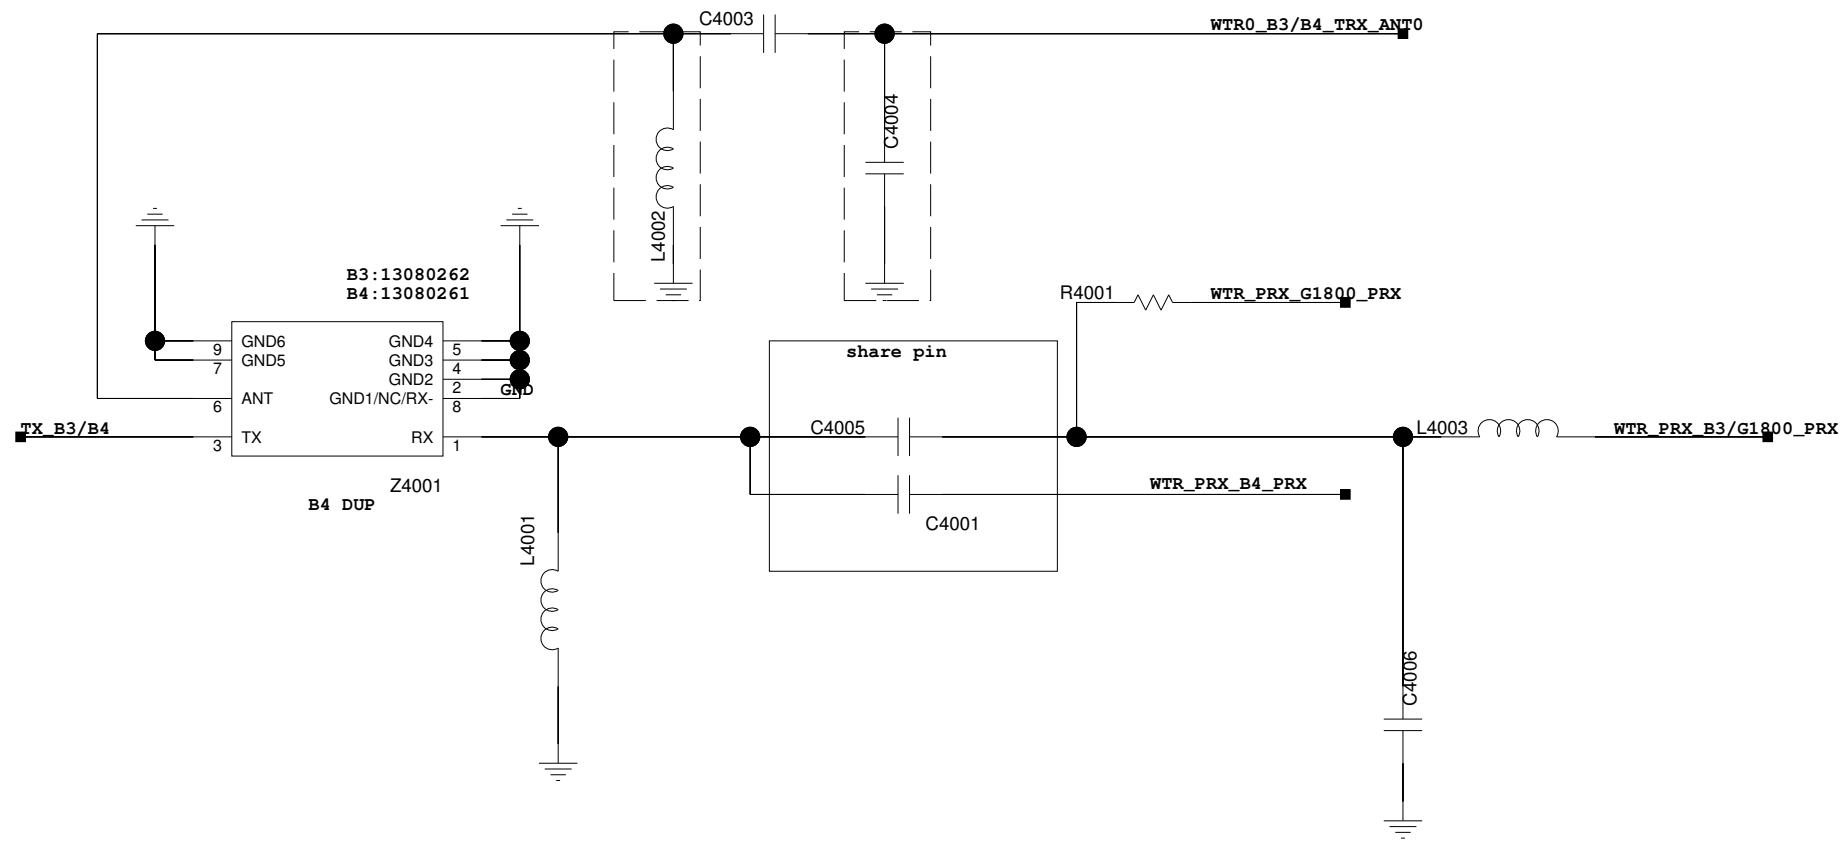 C4003
WTR0_B3/B4_TRX_ANT0
C4004
L4002
B3:13080262
B4:13080261
R4001
WTR_PRX_G1800_PRX
share pin
9 GND6
7 GND5
6 ANT
3 TX
GND4 5
GND3 4
GND2 2
GND1/NC/RX- 8
RX 1
GND
TX_B3/B4
C4005
L4003
WTR_PRX_B3/G1800_PRX
Z4001
B4 DUP
WTR_PRX_B4_PRX
C4001
L4001
C4006